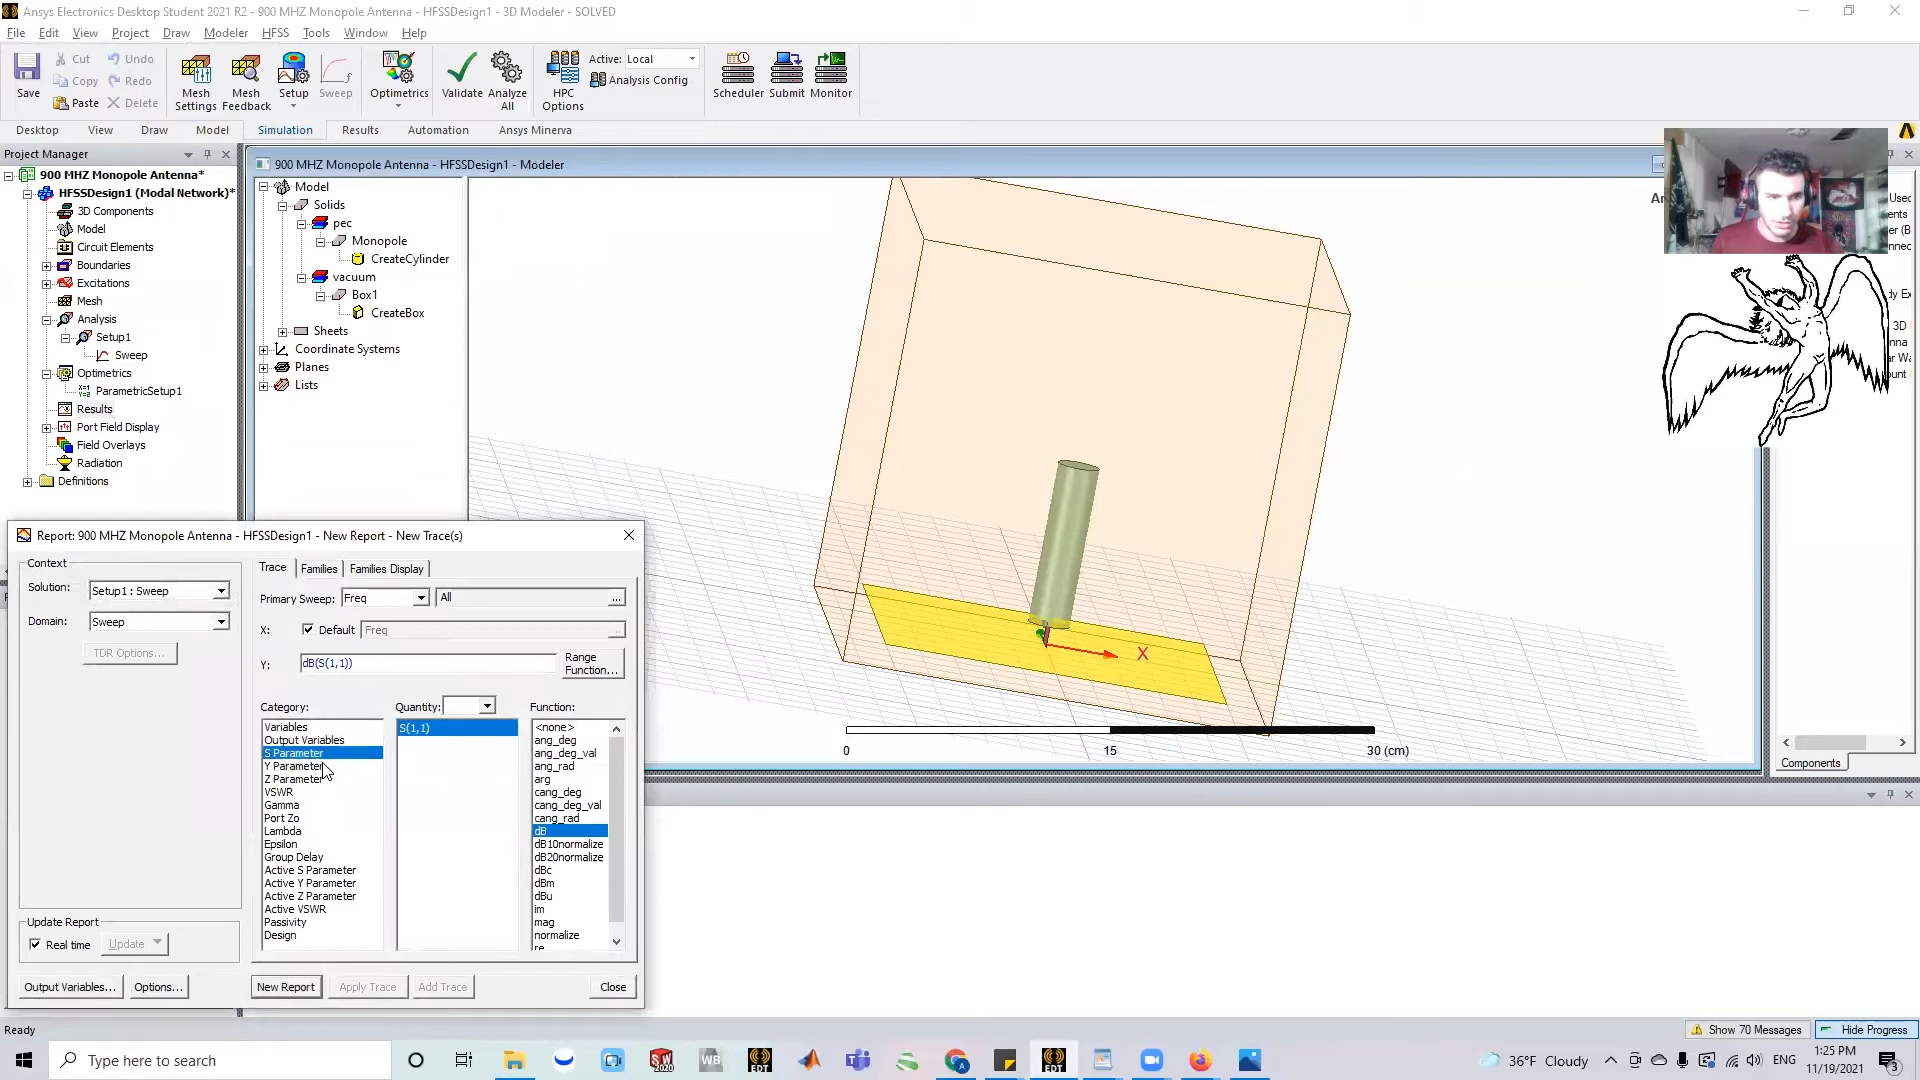 Ansys Electronics Desktop Student 2021 R2 - 900 MHZ Monopole Antenna - HFSSDesign1 - 3D Modeler - SOLVED
File Edit View Project Draw Modeler HFSS Tools Window Help
Save
Cut
Copy
Paste
Undo
Redo
Delete
Mesh Settings
Mesh Feedback
Setup
Sweep
Optimetrics
Validate
Analyze All
HPC Options
Active: Local
Analysis Config
Scheduler
Submit
Monitor
Desktop View Draw Model Simulation Results Automation Ansys Minerva
Project Manager
900 MHZ Monopole Antenna*
HFSSDesign1 (Modal Network)*
3D Components
Model
Circuit Elements
Boundaries
Excitations
Mesh
Analysis
Setup1
Sweep
Optimetrics
ParametricSetup1
Results
Port Field Display
Field Overlays
Radiation
Definitions
900 MHZ Monopole Antenna - HFSSDesign1 - Modeler
Model
Solids
pec
Monopole
CreateCylinder
vacuum
Box1
CreateBox
Sheets
Coordinate Systems
Planes
Lists
X
0
15
30 (cm)
Components
Report: 900 MHZ Monopole Antenna - HFSSDesign1 - New Report - New Trace(s)
Context
Solution: Setup1 : Sweep
Domain: Sweep
TDR Options...
Update Report
Real time
Update
Output Variables...
Options...
Trace Families Families Display
Primary Sweep: Freq All ...
X: Default Freq
Y: dB(S(1,1))
Range Function...
Category:
Variables
Output Variables
S Parameter
Y Parameter
Z Parameter
VSWR
Gamma
Port Zo
Lambda
Epsilon
Group Delay
Active S Parameter
Active Y Parameter
Active Z Parameter
Active VSWR
Passivity
Design
Quantity:
S(1,1)
Function:
<none>
ang_deg
ang_deg_val
ang_rad
arg
cang_deg
cang_deg_val
cang_rad
dB
dB10normalize
dB20normalize
dBc
dBm
dBu
im
mag
normalize
re
New Report
Apply Trace
Add Trace
Close
Ready
Show 70 Messages
Hide Progress
Type here to search
36°F Cloudy
ENG
1:25 PM
11/19/2021